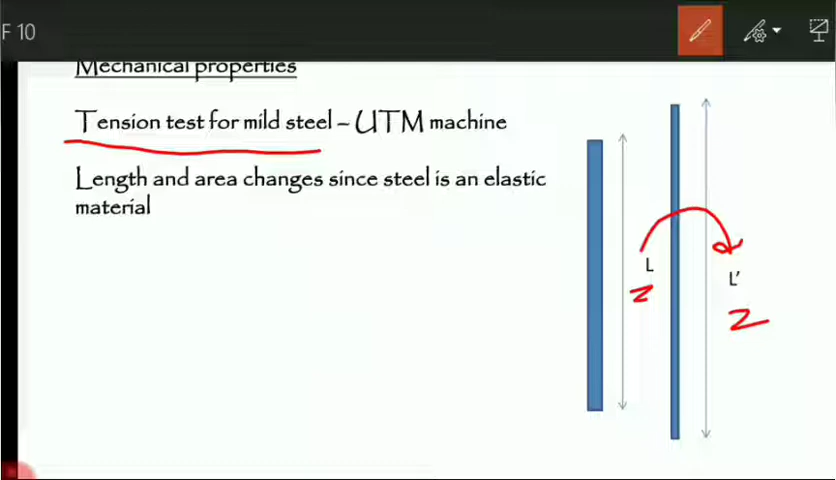 F 10
Mechanical properties
Tension test for mild steel – UTM machine
Length and area changes since steel is an elastic
material
L
L'